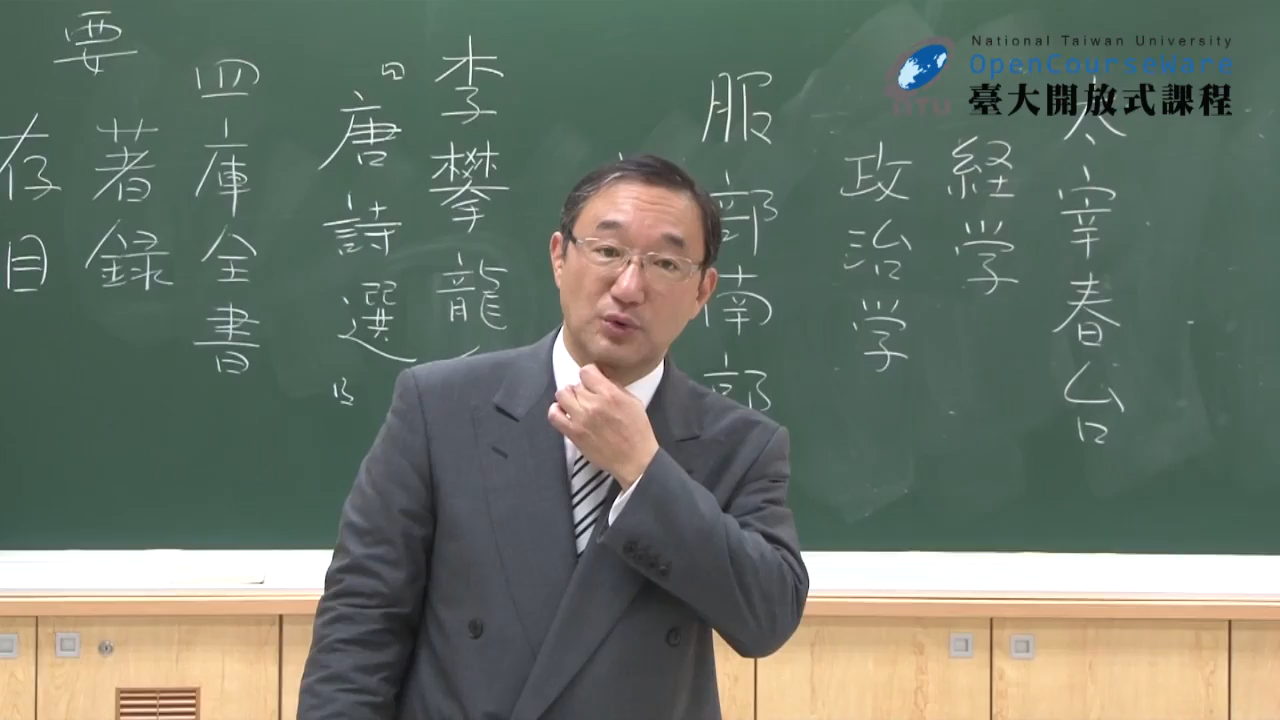 National Taiwan University
OpenCourseWare
臺大開放式課程
太宰春台
経学
政治学
服部南郭
李攀龍
『唐詩選』
四庫全書
著録
存目
要